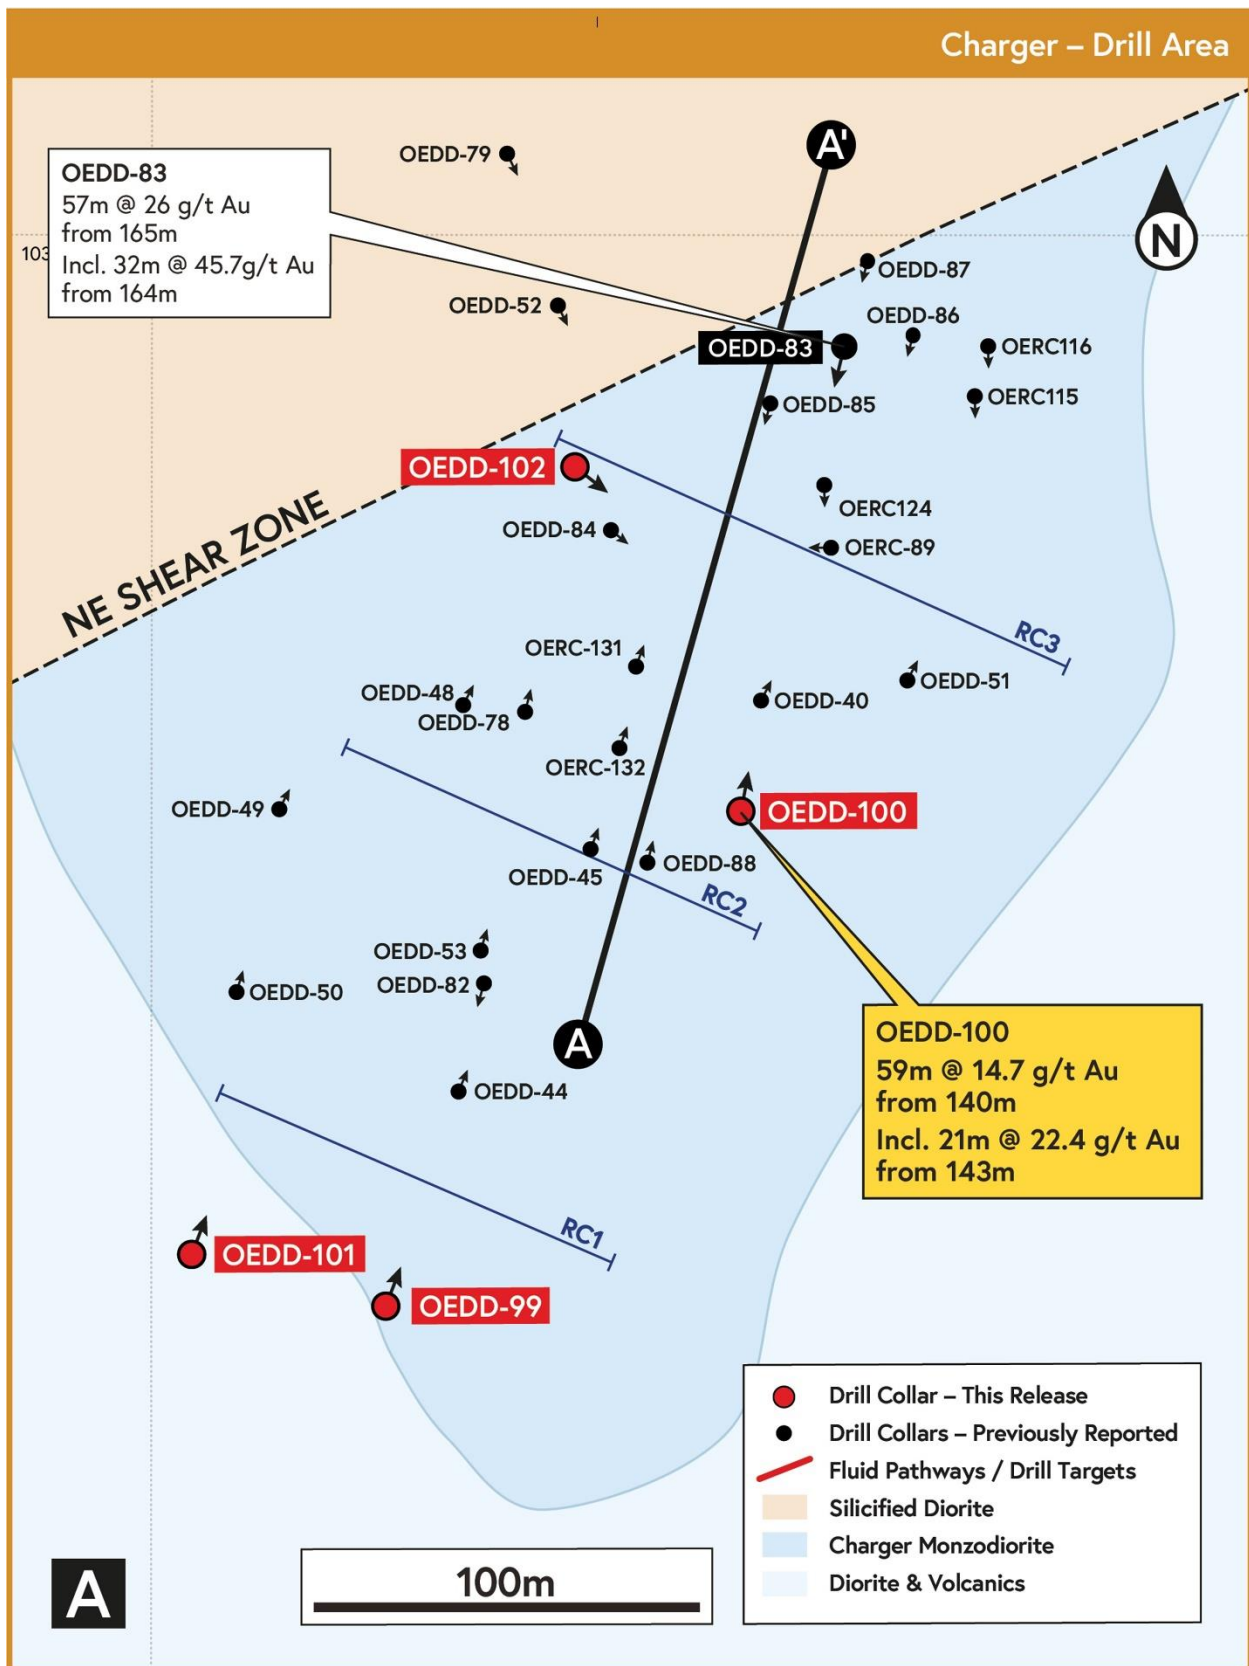 Charger – Drill Area
A'
OEDD-79
OEDD-83
57m @ 26 g/t Au
from 165m
Incl. 32m @ 45.7g/t Au
from 164m
N
103
OEDD-87
OEDD-52
OEDD-86
OEDD-83
OERC116
OERC115
OEDD-85
OEDD-102
OERC124
OEDD-84
OERC-89
NE SHEAR ZONE
RC3
OERC-131
OEDD-51
OEDD-48
OEDD-40
OEDD-78
OERC-132
OEDD-49
OEDD-100
OEDD-88
OEDD-45
RC2
OEDD-53
OEDD-82
OEDD-50
A
OEDD-100
59m @ 14.7 g/t Au
from 140m
Incl. 21m @ 22.4 g/t Au
from 143m
OEDD-44
RC1
OEDD-101
OEDD-99
Drill Collar – This Release
Drill Collars – Previously Reported
Fluid Pathways / Drill Targets
Silicified Diorite
Charger Monzodiorite
Diorite & Volcanics
A
100m